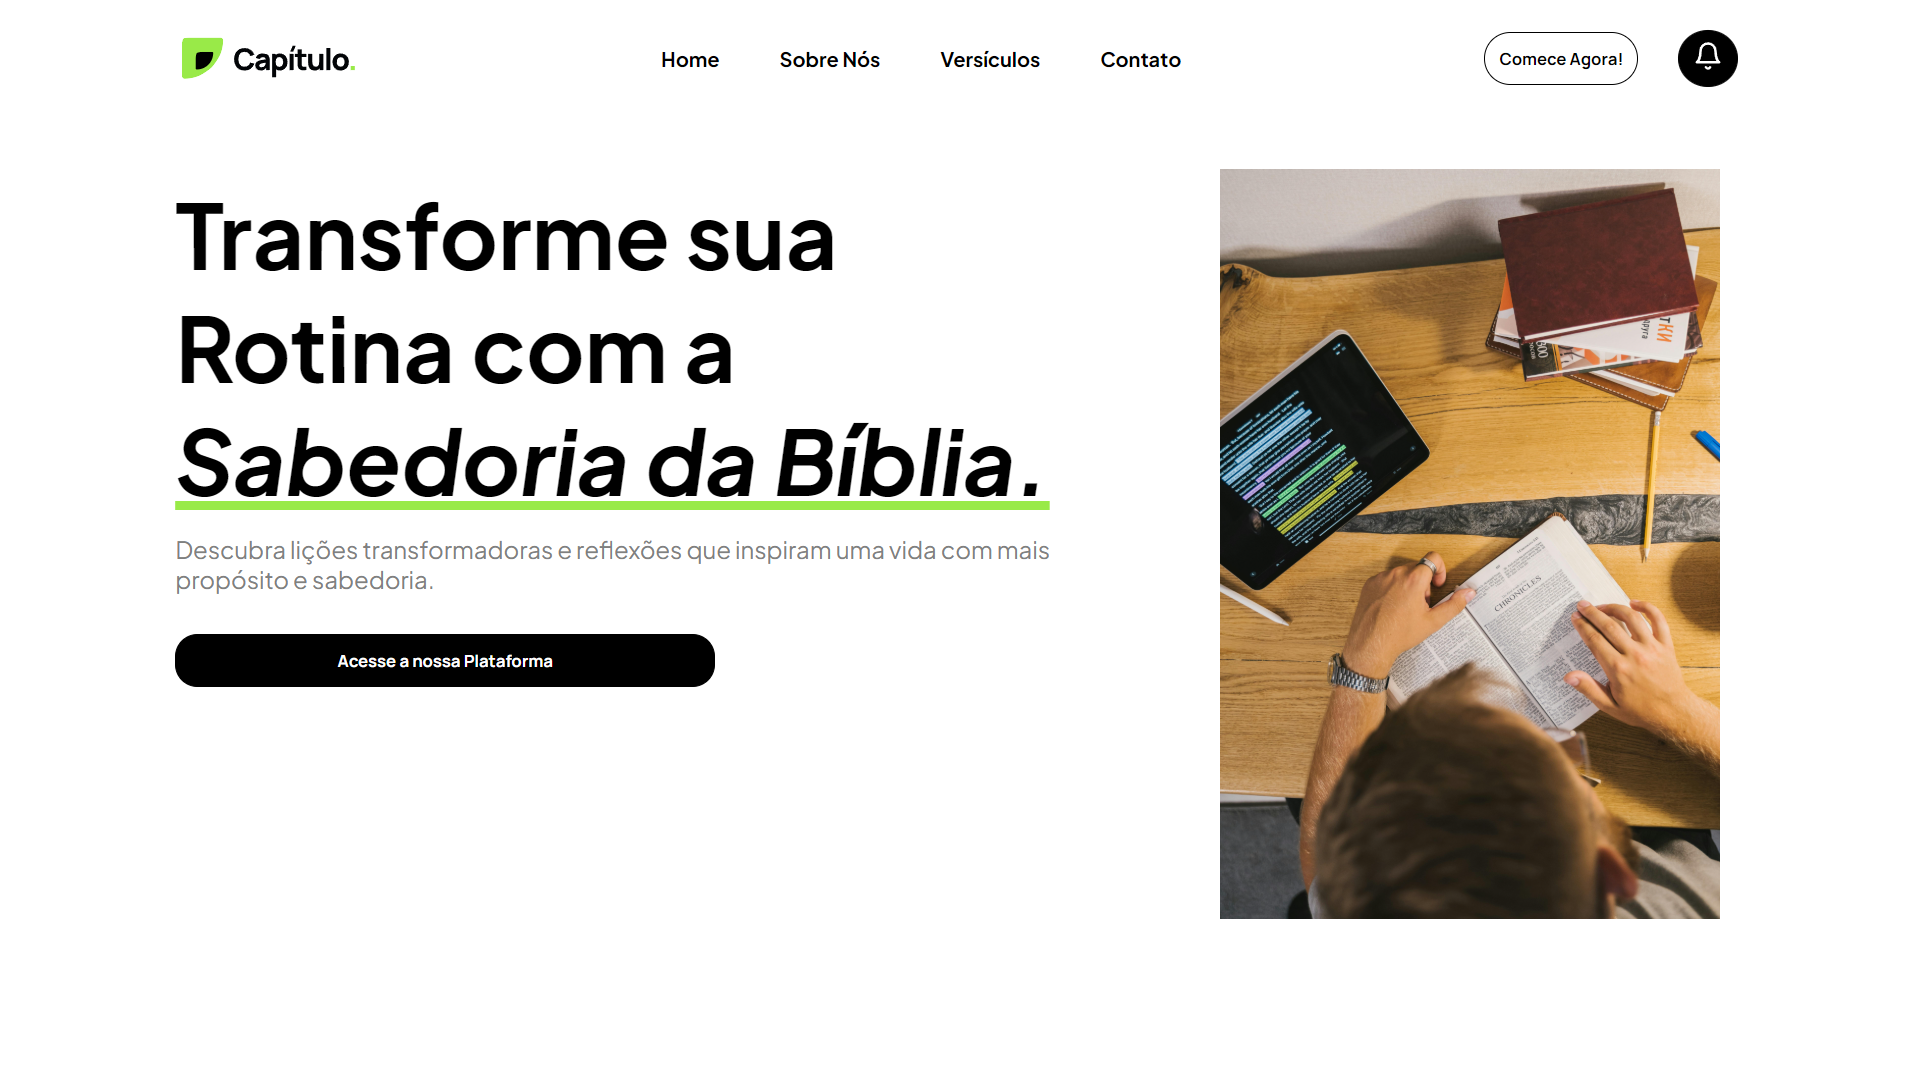 Capítulo.
Home
Sobre Nós
Versículos
Contato
Comece Agora!
Transforme sua
Rotina com a
Sabedoria da Bíblia.
Descubra lições transformadoras e reflexões que inspiram uma vida com mais
propósito e sabedoria.
Acesse a nossa Plataforma
CHRONICLES